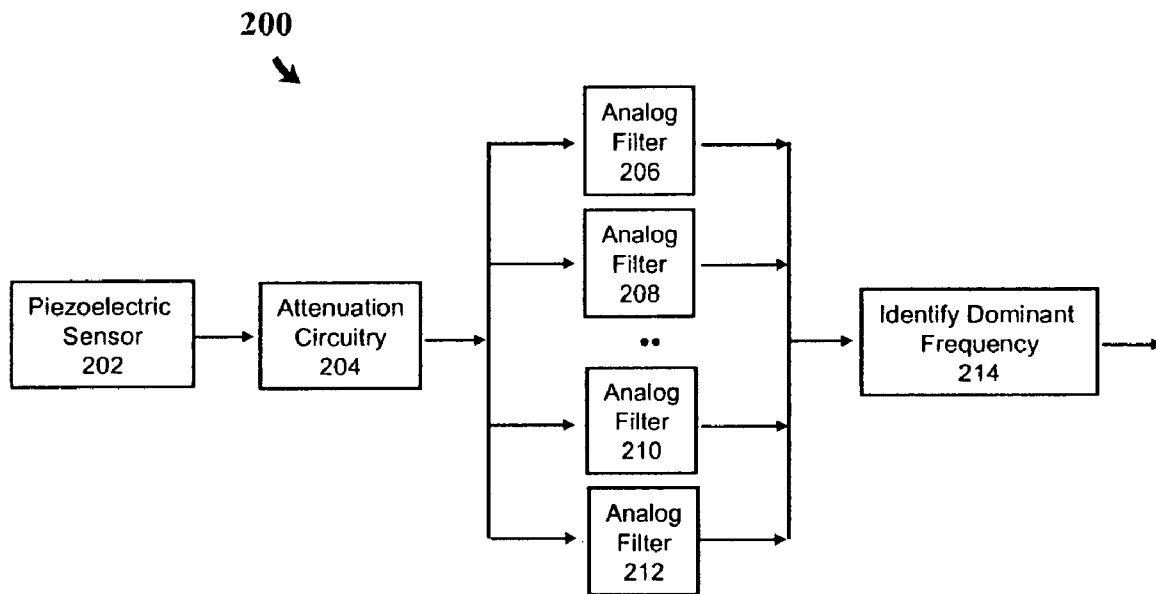 200
Analog
Filter
206
Analog
Filter
208
Piezoelectric
Sensor
202
Attenuation
Circuitry
204
Identify Dominant
Frequency
214
Analog
Filter
210
Analog
Filter
212